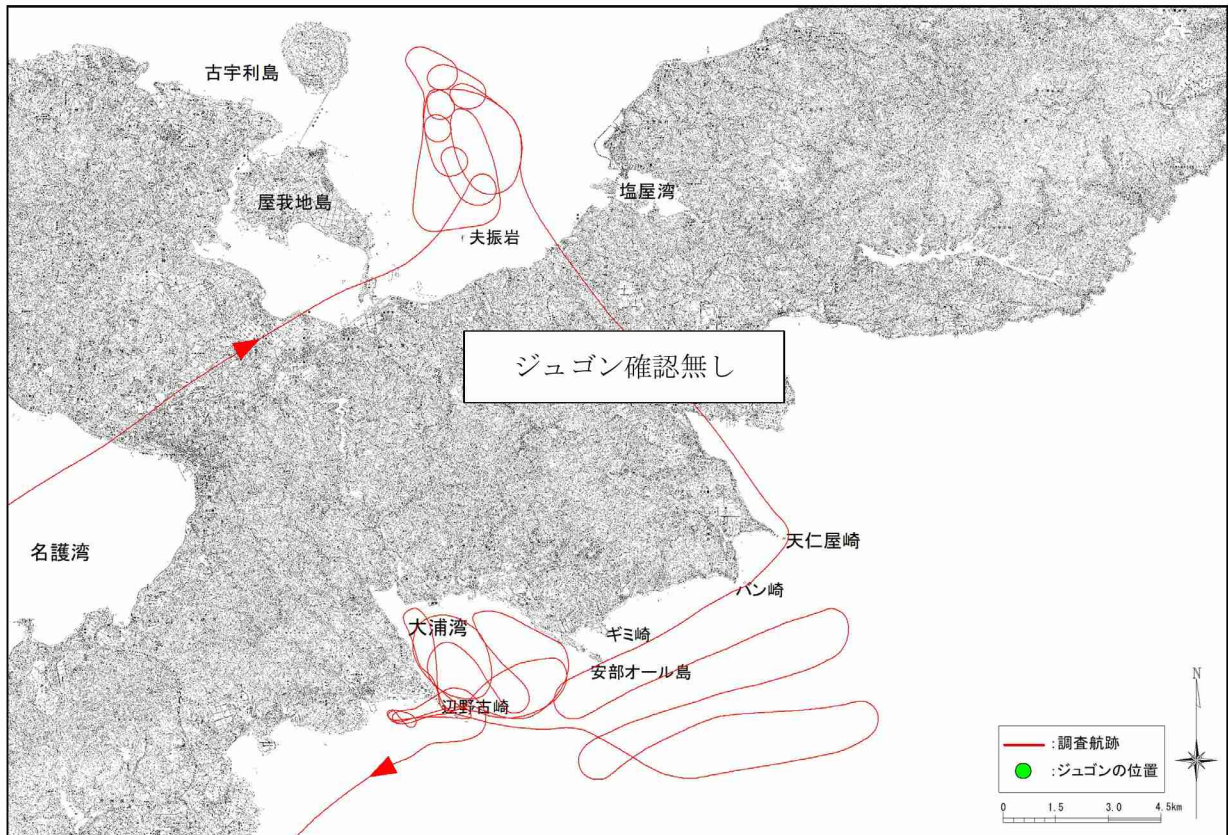 古宇利島
屋我地島
塩屋湾
夫振岩
ジュゴン確認無し
名護湾
天仁屋崎
バン崎
大浦湾
ギミ崎
安部オール島
辺野古崎
:調査航跡
:ジュゴンの位置
N
0 1.5 3.0 4.5km